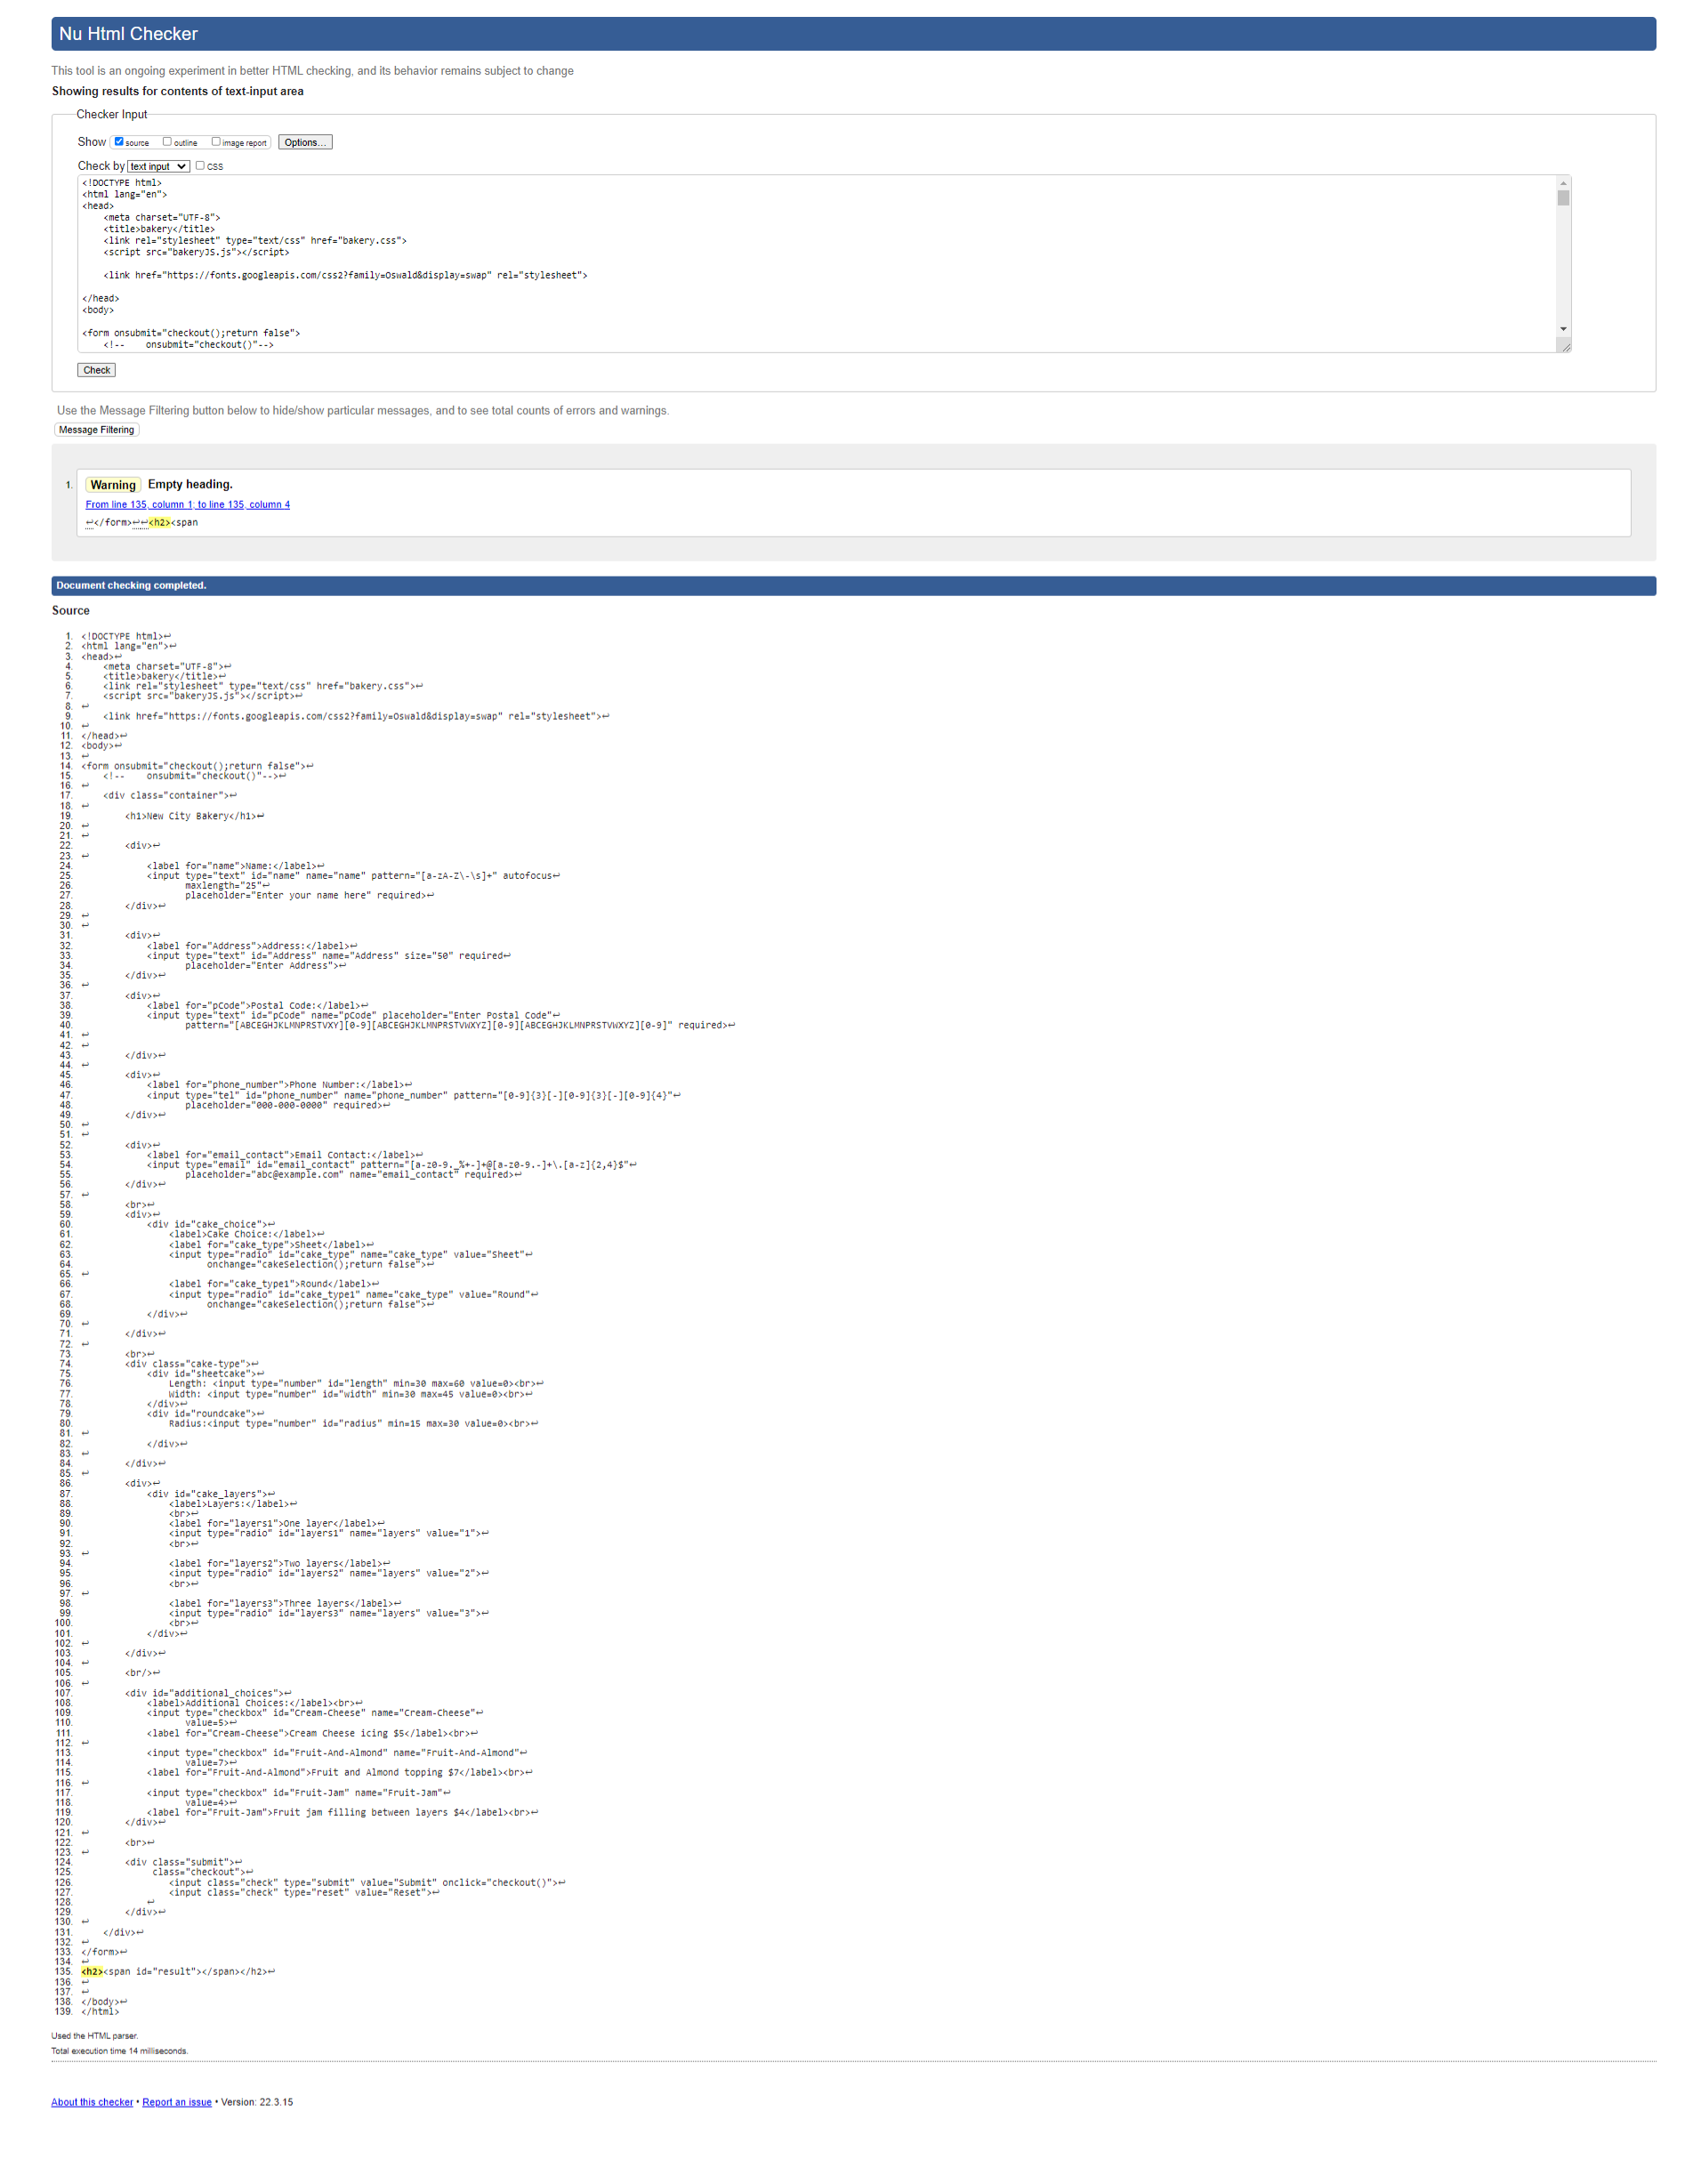 Nu Html Checker
This tool is an ongoing experiment in better HTML checking, and its behavior remains subject to change
Showing results for contents of text-input area
Checker Input
Show source outline image report Options...
Check by text input CSS
<!DOCTYPE html>
<html lang="en">
<head>
    <meta charset="UTF-8">
    <title>bakery</title>
    <link rel="stylesheet" type="text/css" href="bakery.css">
    <script src="bakeryJS.js"></script>
    <link href="https://fonts.googleapis.com/css2?family=Oswald&display=swap" rel="stylesheet">
</head>
<body>
<form onsubmit="checkout();return false">
    <!--    onsubmit="checkout()"-->
Check
Use the Message Filtering button below to hide/show particular messages, and to see total counts of errors and warnings.
Message Filtering
1. Warning Empty heading.
From line 135, column 1; to line 135, column 4
↩</form>↩↩<h2><span
Document checking completed.
Source
1. <!DOCTYPE html>↩
2. <html lang="en">↩
3. <head>↩
4.     <meta charset="UTF-8">↩
5.     <title>bakery</title>↩
6.     <link rel="stylesheet" type="text/css" href="bakery.css">↩
7.     <script src="bakeryJS.js"></script>↩
8. ↩
9.     <link href="https://fonts.googleapis.com/css2?family=Oswald&display=swap" rel="stylesheet">↩
10. ↩
11. </head>↩
12. <body>↩
13. ↩
14. <form onsubmit="checkout();return false">↩
15.     <!--    onsubmit="checkout()"-->↩
16. ↩
17.     <div class="container">↩
18. ↩
19.         <h1>New City Bakery</h1>↩
20. ↩
21. ↩
22.         <div>↩
23. ↩
24.             <label for="name">Name:</label>↩
25.             <input type="text" id="name" name="name" pattern="[a-zA-Z\-\s]+" autofocus↩
26.                    maxlength="25"↩
27.                    placeholder="Enter your name here" required>↩
28.         </div>↩
29. ↩
30. ↩
31.         <div>↩
32.             <label for="Address">Address:</label>↩
33.             <input type="text" id="Address" name="Address" size="50" required↩
34.                    placeholder="Enter Address">↩
35.         </div>↩
36. ↩
37.         <div>↩
38.             <label for="pCode">Postal Code:</label>↩
39.             <input type="text" id="pCode" name="pCode" placeholder="Enter Postal Code"↩
40.                    pattern="[ABCEGHJKLMNPRSTVXY][0-9][ABCEGHJKLMNPRSTVWXYZ][0-9][ABCEGHJKLMNPRSTVWXYZ][0-9]" required>↩
41. ↩
42. ↩
43.         </div>↩
44. ↩
45.         <div>↩
46.             <label for="phone_number">Phone Number:</label>↩
47.             <input type="tel" id="phone_number" name="phone_number" pattern="[0-9]{3}[-][0-9]{3}[-][0-9]{4}"↩
48.                    placeholder="000-000-0000" required>↩
49.         </div>↩
50. ↩
51. ↩
52.         <div>↩
53.             <label for="email_contact">Email Contact:</label>↩
54.             <input type="email" id="email_contact" pattern="[a-z0-9._%+-]+@[a-z0-9.-]+\.[a-z]{2,4}$"↩
55.                    placeholder="abc@example.com" name="email_contact" required>↩
56.         </div>↩
57. ↩
58.         <br>↩
59.         <div>↩
60.             <div id="cake_choice">↩
61.                 <label>Cake Choice:</label>↩
62.                 <label for="cake_type">Sheet</label>↩
63.                 <input type="radio" id="cake_type" name="cake_type" value="Sheet"↩
64.                        onchange="cakeSelection();return false">↩
65. ↩
66.                 <label for="cake_type1">Round</label>↩
67.                 <input type="radio" id="cake_type1" name="cake_type" value="Round"↩
68.                        onchange="cakeSelection();return false">↩
69.             </div>↩
70. ↩
71.         </div>↩
72. ↩
73.         <br>↩
74.         <div class="cake-type">↩
75.             <div id="sheetcake">↩
76.                 Length: <input type="number" id="length" min=30 max=60 value=0><br>↩
77.                 Width: <input type="number" id="width" min=30 max=45 value=0><br>↩
78.             </div>↩
79.             <div id="roundcake">↩
80.                 Radius:<input type="number" id="radius" min=15 max=30 value=0><br>↩
81. ↩
82.             </div>↩
83. ↩
84.         </div>↩
85. ↩
86.         <div>↩
87.             <div id="cake_layers">↩
88.                 <label>Layers:</label>↩
89.                 <br>↩
90.                 <label for="layers1">One layer</label>↩
91.                 <input type="radio" id="layers1" name="layers" value="1">↩
92.                 <br>↩
93. ↩
94.                 <label for="layers2">Two layers</label>↩
95.                 <input type="radio" id="layers2" name="layers" value="2">↩
96.                 <br>↩
97. ↩
98.                 <label for="layers3">Three layers</label>↩
99.                 <input type="radio" id="layers3" name="layers" value="3">↩
100.                 <br>↩
101.             </div>↩
102. ↩
103.         </div>↩
104. ↩
105.         <br/>↩
106. ↩
107.         <div id="additional_choices">↩
108.             <label>Additional Choices:</label><br>↩
109.             <input type="checkbox" id="Cream-Cheese" name="Cream-Cheese"↩
110.                    value=5>↩
111.             <label for="Cream-Cheese">Cream Cheese icing $5</label><br>↩
112. ↩
113.             <input type="checkbox" id="Fruit-And-Almond" name="Fruit-And-Almond"↩
114.                    value=7>↩
115.             <label for="Fruit-And-Almond">Fruit and Almond topping $7</label><br>↩
116. ↩
117.             <input type="checkbox" id="Fruit-Jam" name="Fruit-Jam"↩
118.                    value=4>↩
119.             <label for="Fruit-Jam">Fruit jam filling between layers $4</label><br>↩
120.         </div>↩
121. ↩
122.         <br>↩
123. ↩
124.         <div class="submit">↩
125.              class="checkout">↩
126.                 <input class="check" type="submit" value="Submit" onclick="checkout()">↩
127.                 <input class="check" type="reset" value="Reset">↩
128.             ↩
129.         </div>↩
130. ↩
131.     </div>↩
132. ↩
133. </form>↩
134. ↩
135. <h2><span id="result"></span></h2>↩
136. ↩
137. ↩
138. </body>↩
139. </html>
Used the HTML parser.
Total execution time 14 milliseconds.
About this checker • Report an issue • Version: 22.3.15